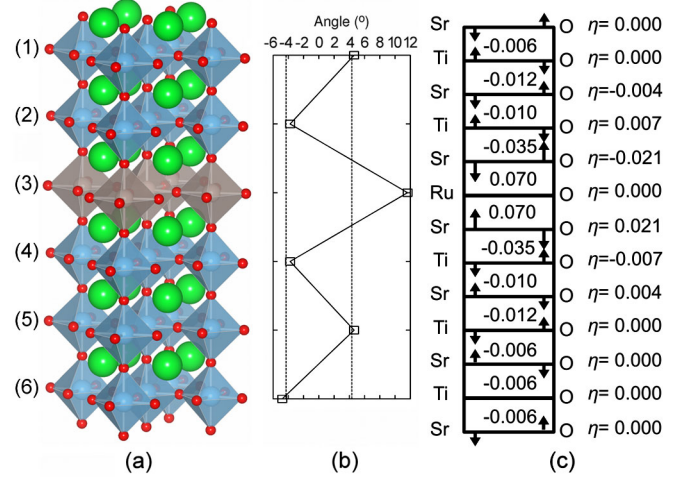 (1)
(2)
(3)
(4)
(5)
(6)
(a)
Angle (º)
-6 -4 -2 0 2 4 6 8 10 12
(b)
Sr O η= 0.000
-0.006
Ti O η= 0.000
-0.012
Sr O η=-0.004
-0.010
Ti O η= 0.007
-0.035
Sr O η=-0.021
0.070
Ru O η= 0.000
0.070
Sr O η= 0.021
-0.035
Ti O η=-0.007
-0.010
Sr O η= 0.004
-0.012
Ti O η= 0.000
-0.006
Sr O η= 0.000
-0.006
Ti O η= 0.000
-0.006
Sr O η= 0.000
(c)